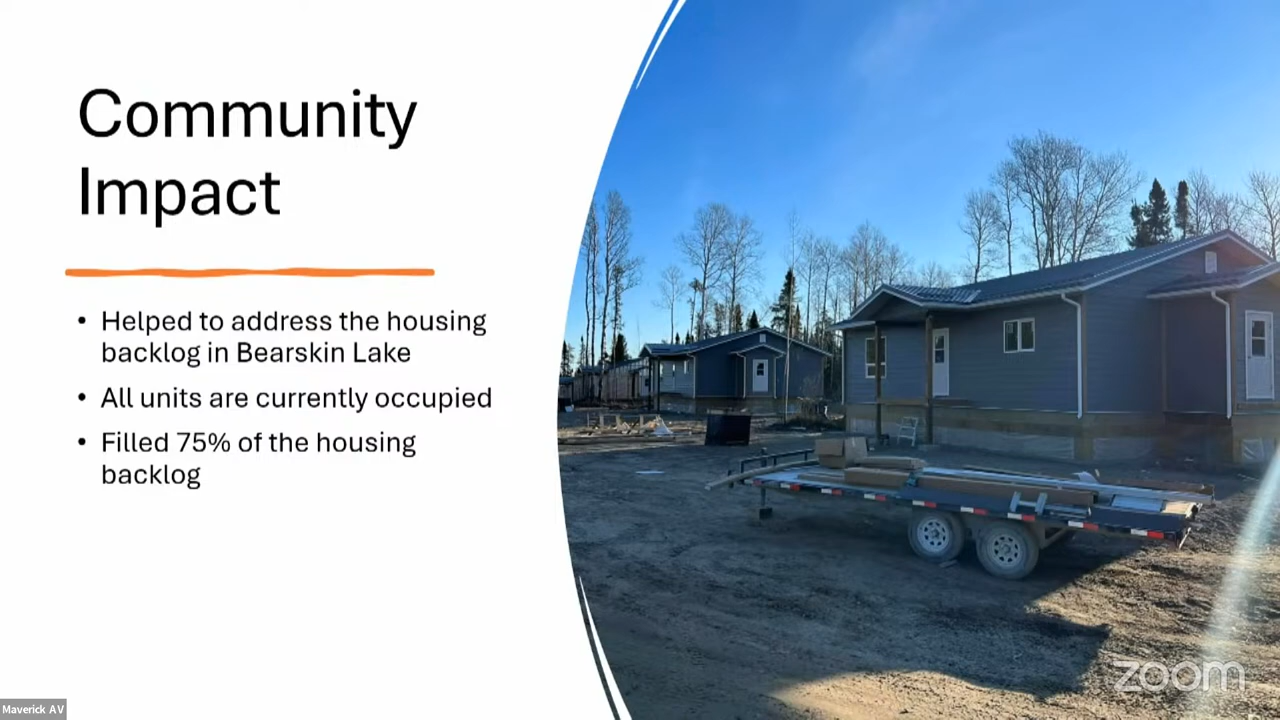 Community
Impact
• Helped to address the housing
backlog in Bearskin Lake
• All units are currently occupied
• Filled 75% of the housing
backlog
zoom
Maverick AV